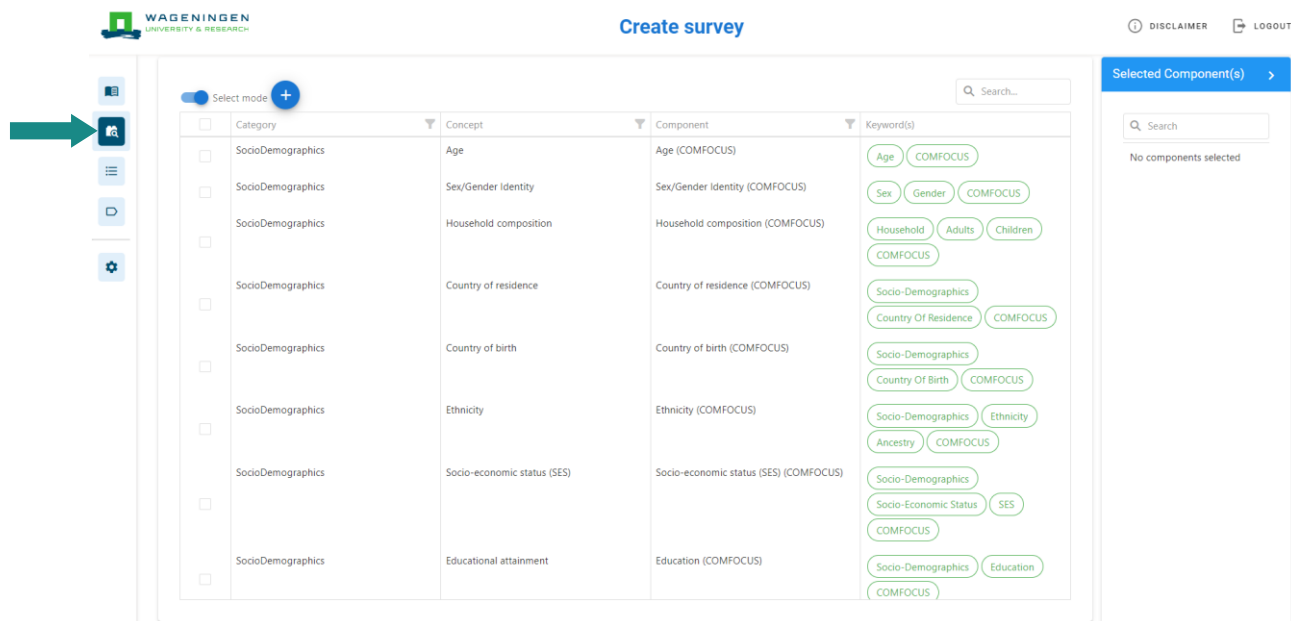 WAGENINGEN
UNIVERSITY & RESEARCH
Create survey
DISCLAIMER
LOGOUT
Selected Component(s)
Select mode
Search...
Search
No components selected
Category Concept Component Keyword(s)
SocioDemographics Age Age (COMFOCUS) Age COMFOCUS
SocioDemographics Sex/Gender Identity Sex/Gender Identity (COMFOCUS) Sex Gender COMFOCUS
SocioDemographics Household composition Household composition (COMFOCUS) Household Adults Children
COMFOCUS
SocioDemographics Country of residence Country of residence (COMFOCUS) Socio-Demographics
Country Of Residence COMFOCUS
SocioDemographics Country of birth Country of birth (COMFOCUS) Socio-Demographics
Country Of Birth COMFOCUS
SocioDemographics Ethnicity Ethnicity (COMFOCUS) Socio-Demographics Ethnicity
Ancestry COMFOCUS
SocioDemographics Socio-economic status (SES) Socio-economic status (SES) (COMFOCUS) Socio-Demographics
Socio-Economic Status SES
COMFOCUS
SocioDemographics Educational attainment Education (COMFOCUS) Socio-Demographics Education
COMFOCUS